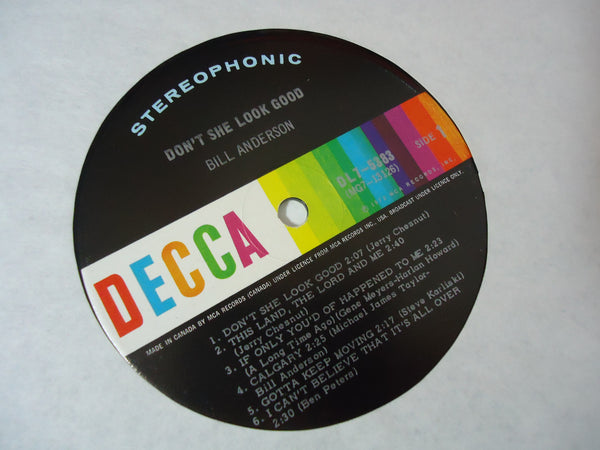 STEREOPHONIC
DON'T SHE LOOK GOOD
BILL ANDERSON
DECCA
DL7-5383
(MG7-15126)
SIDE 1
MCA RECORDS, INC.
MADE IN CANADA BY MCA RECORDS (CANADA) UNDER LICENCE FROM MCA RECORDS INC., USA. BROADCAST UNDER LICENCE ONLY.
1. DON'T SHE LOOK GOOD 2:07 (Jerry Chesnut)
2. THIS LAND, THE LORD AND ME 2:40
(Jerry Chesnut)
3. IF ONLY YOU'D OF HAPPENED TO ME 2:23
(A Long Time Ago)(Gene Meyers-Harlan Howard)
4. CALGARY 2:25 (Michael James Taylor-
Bill Anderson)
5. GOTTA KEEP MOVING 2:17 (Steve Karliski)
6. I CAN'T BELIEVE THAT IT'S ALL OVER
2:30 (Ben Peters)